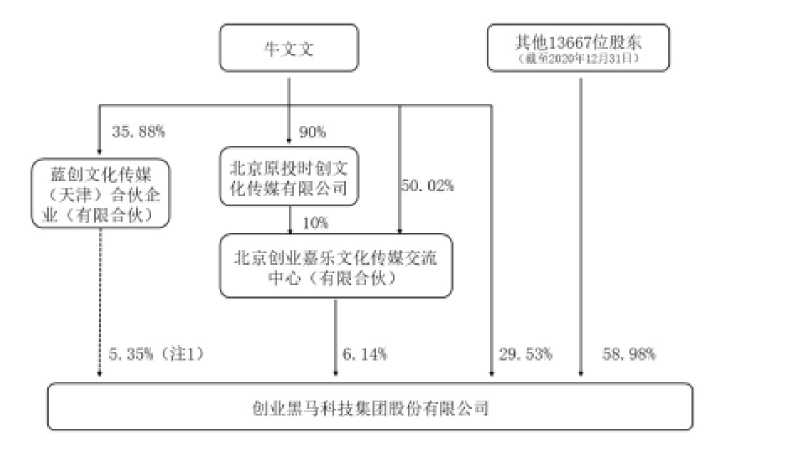 牛文文
其他13667位股东
（截至2020年12月31日）
35.88%
90%
蓝创文化传媒
（天津）合伙企
业（有限合伙）
北京原投时创文
化传媒有限公司
50.02%
10%
北京创业嘉乐文化传媒交流
中心（有限合伙）
5.35%（注1）
6.14%
29.53%
58.98%
创业黑马科技集团股份有限公司